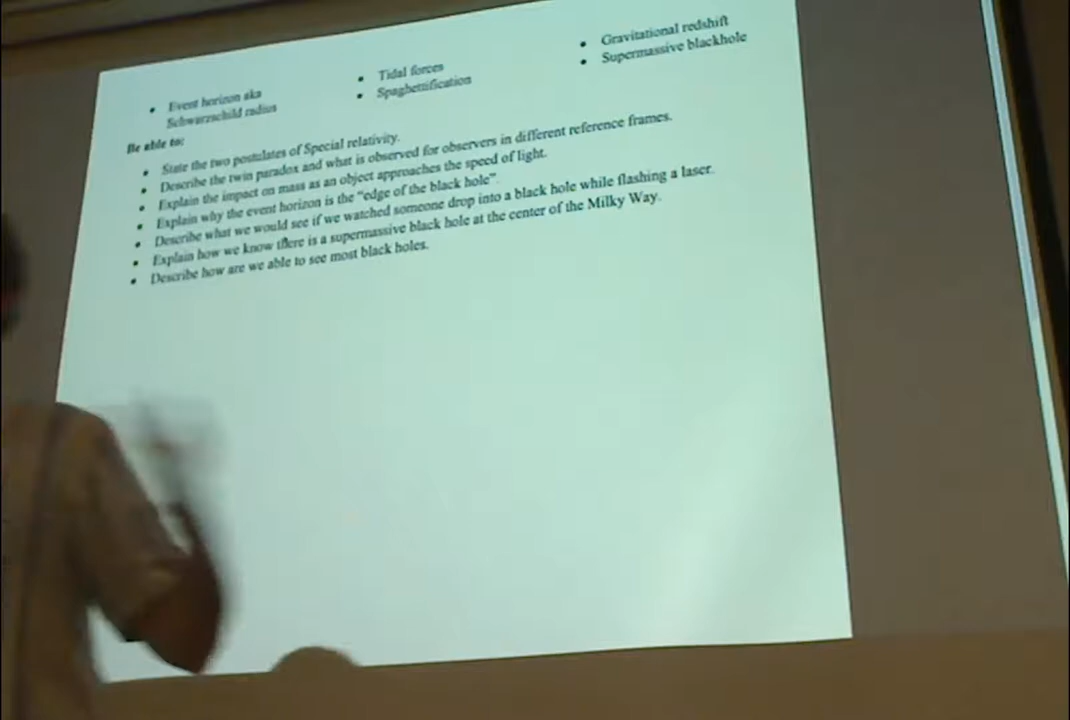 • Event horizon aka
Schwarzschild radius
• Tidal forces
• Spaghettification
• Gravitational redshift
• Supermassive blackhole
Be able to:
• State the two postulates of Special relativity.
• Describe the twin paradox and what is observed for observers in different reference frames.
• Explain the impact on mass as an object approaches the speed of light.
• Explain why the event horizon is the "edge of the black hole".
• Describe what we would see if we watched someone drop into a black hole while flashing a laser.
• Explain how we know there is a supermassive black hole at the center of the Milky Way.
• Describe how are we able to see most black holes.